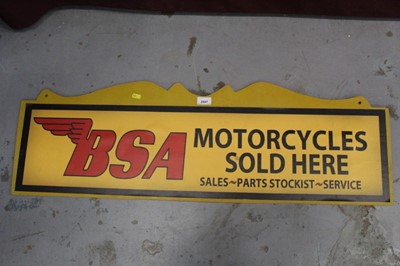 BSA
MOTORCYCLES
SOLD HERE
SALES~PARTS STOCKIST~SERVICE